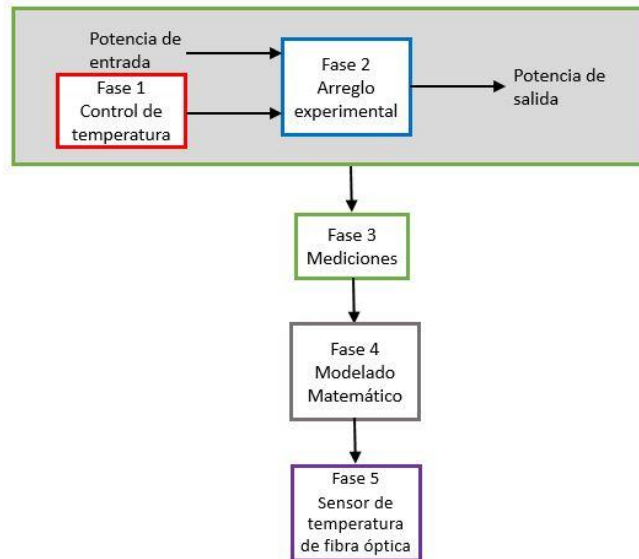 Potencia de
entrada
Fase 1
Control de
temperatura
Fase 2
Arreglo
experimental
Potencia de
salida
Fase 3
Mediciones
Fase 4
Modelado
Matemático
Fase 5
Sensor de
temperatura
de fibra óptica